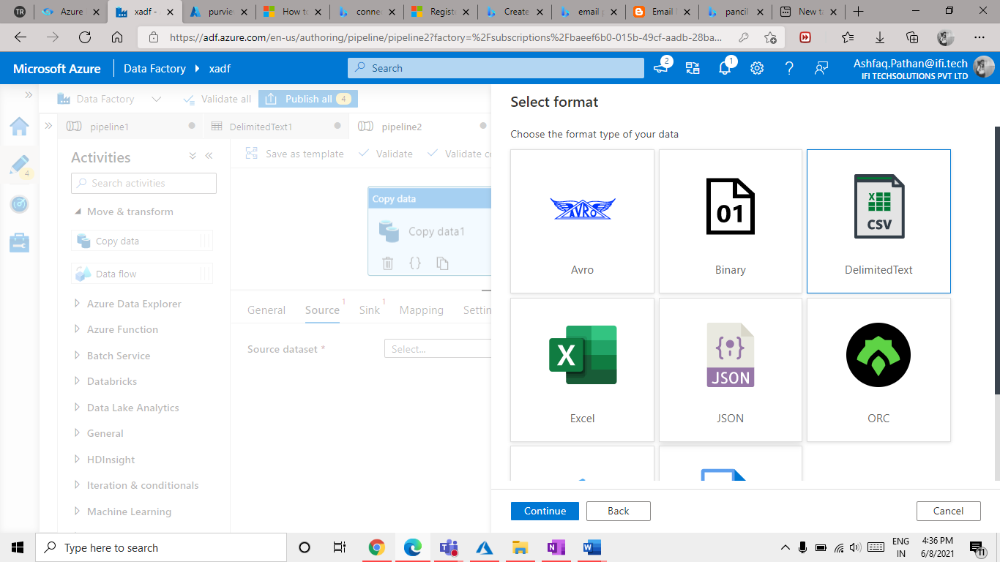 TR
Azure
xadf -
purvie
How to
conne
Registe
Create
email p
Email
pancil
New ta
https://adf.azure.com/en-us/authoring/pipeline/pipeline2?factory=%2Fsubscriptions%2Fbaeef6b0-015b-49cf-aadb-28ba...
Microsoft Azure
Data Factory
xadf
Search
2
1
Ashfaq.Pathan@ifi.tech
IFI TECHSOLUTIONS PVT LTD
Data Factory
Validate all
Publish all 4
pipeline1
DelimitedText1
pipeline2
4
Activities
Search activities
Move & transform
Copy data
Data flow
Azure Data Explorer
Azure Function
Batch Service
Databricks
Data Lake Analytics
General
HDInsight
Iteration & conditionals
Machine Learning
Save as template
Validate
Validate co
Copy data
Copy data1
General
Source 1
Sink 1
Mapping
Settin
Source dataset *
Select...
Select format
Choose the format type of your data
AVRO
Avro
01
Binary
X
CSV
DelimitedText
X
Excel
JSON
JSON
ORC
Continue
Back
Cancel
Type here to search
ENG
IN
4:36 PM
6/8/2021
11